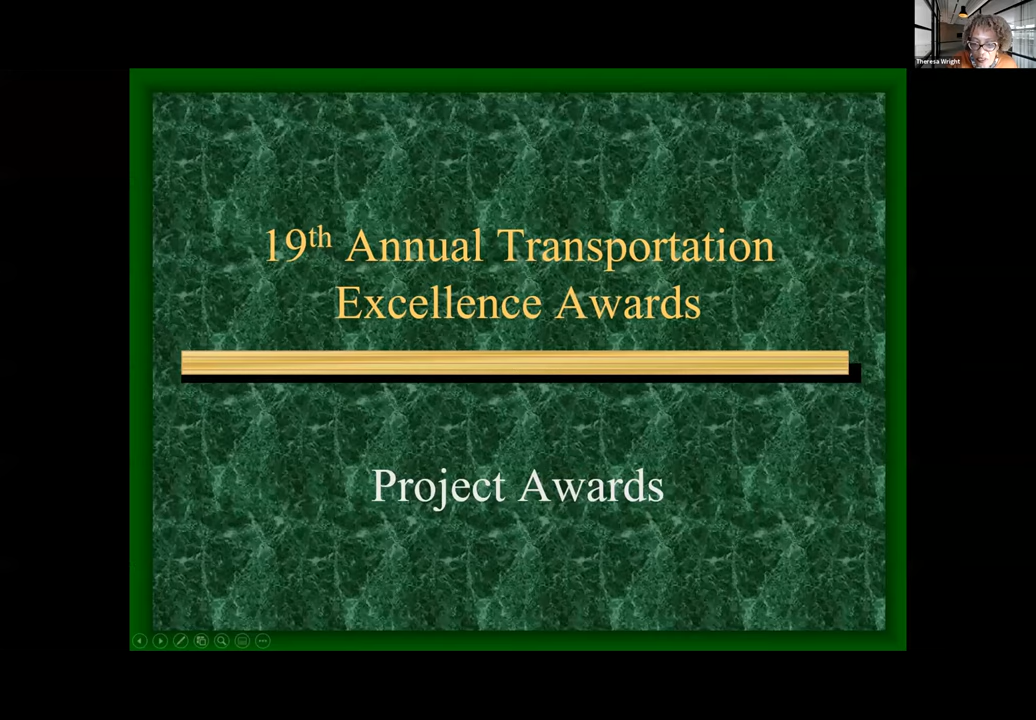 Theresa Wright
19th Annual Transportation
Excellence Awards
Project Awards